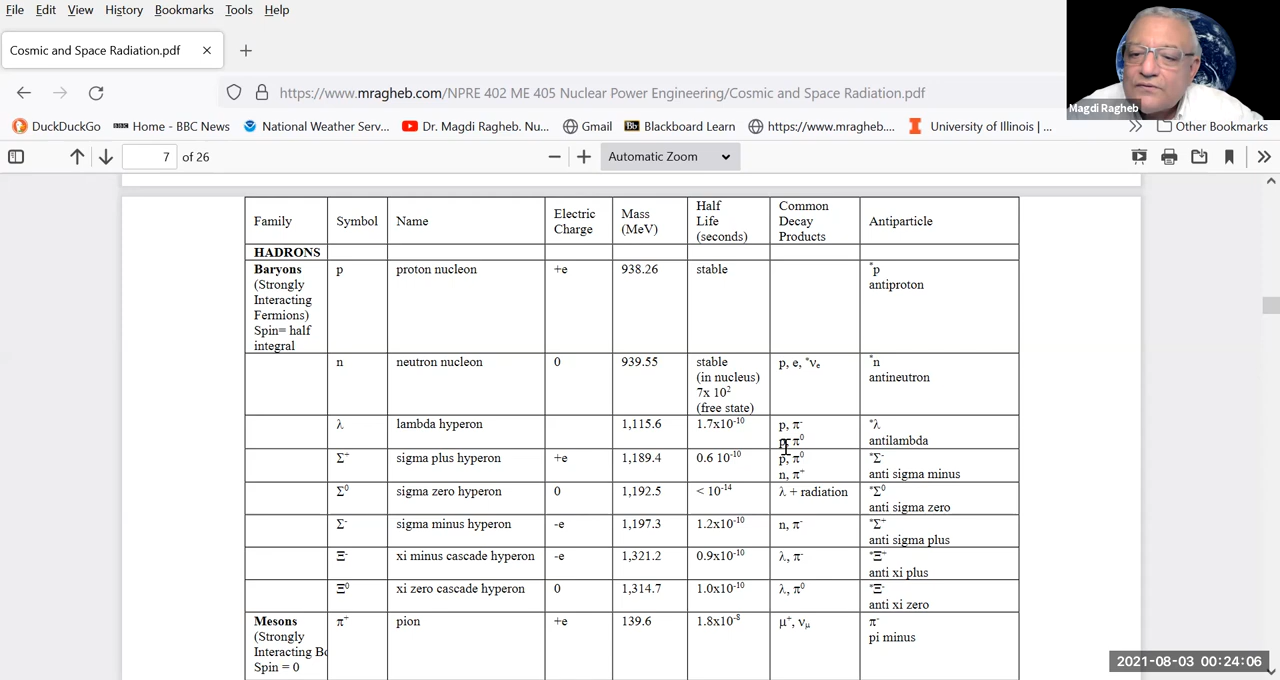 File Edit View History Bookmarks Tools Help
Cosmic and Space Radiation.pdf
https://www.mragheb.com/NPRE 402 ME 405 Nuclear Power Engineering/Cosmic and Space Radiation.pdf
Magdi Ragheb
DuckDuckGo BBC Home - BBC News National Weather Serv... Dr. Magdi Ragheb. Nu... Gmail Bb Blackboard Learn https://www.mragheb.... University of Illinois |... Other Bookmarks
7 of 26 Automatic Zoom
Family Symbol Name Electric Charge Mass (MeV) Half Life (seconds) Common Decay Products Antiparticle
HADRONS
Baryons (Strongly Interacting Fermions) Spin= half integral p proton nucleon +e 938.26 stable *p antiproton
n neutron nucleon 0 939.55 stable (in nucleus) 7x 10² (free state) p, e, *νₑ *n antineutron
λ lambda hyperon 1,115.6 1.7x10⁻¹⁰ p, π⁻ π⁰ *λ antilambda
Σ⁺ sigma plus hyperon +e 1,189.4 0.6 10⁻¹⁰ p, π⁰ n, π⁺ *Σ⁻ anti sigma minus
Σ⁰ sigma zero hyperon 0 1,192.5 < 10⁻¹⁴ λ + radiation *Σ⁰ anti sigma zero
Σ⁻ sigma minus hyperon -e 1,197.3 1.2x10⁻¹⁰ n, π⁻ *Σ⁺ anti sigma plus
Ξ⁻ xi minus cascade hyperon -e 1,321.2 0.9x10⁻¹⁰ λ, π⁻ *Ξ⁺ anti xi plus
Ξ⁰ xi zero cascade hyperon 0 1,314.7 1.0x10⁻¹⁰ λ, π⁰ *Ξ⁻ anti xi zero
Mesons (Strongly Interacting Bo Spin = 0 π⁺ pion +e 139.6 1.8x10⁻⁸ μ⁺, ν_μ π⁻ pi minus
2021-08-03 00:24:06